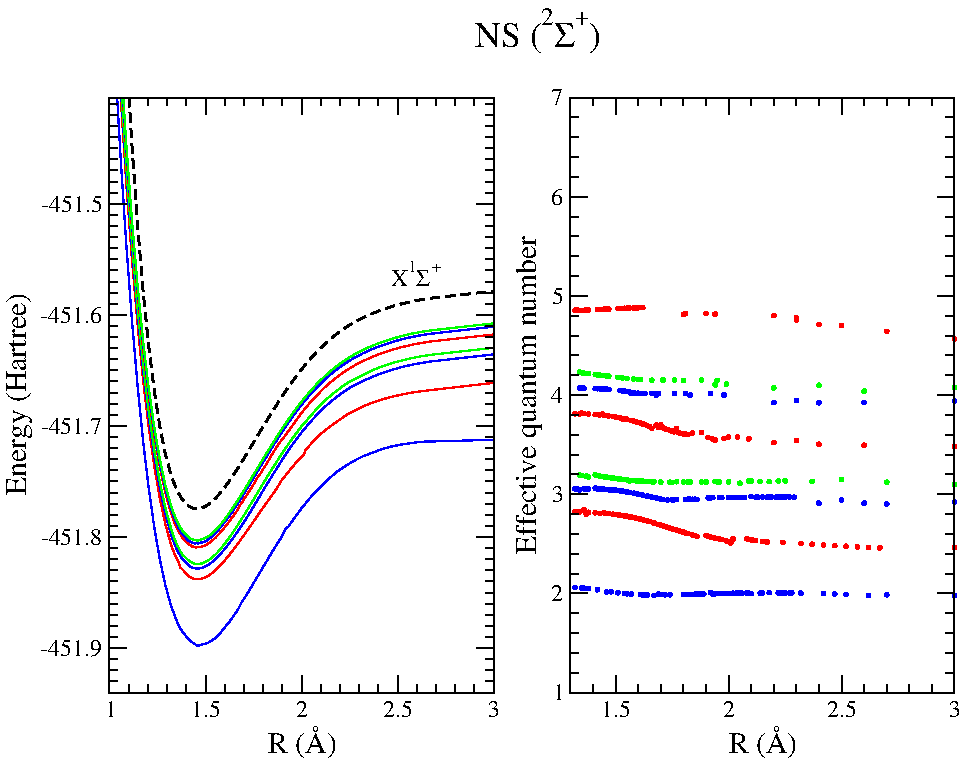 NS (²Σ⁺)
Energy (Hartree)
-451.5
-451.6
-451.7
-451.8
-451.9
X¹Σ⁺
1 1.5 2 2.5 3
R (Å)
Effective quantum number
7
6
5
4
3
2
1
1.5 2 2.5 3
R (Å)